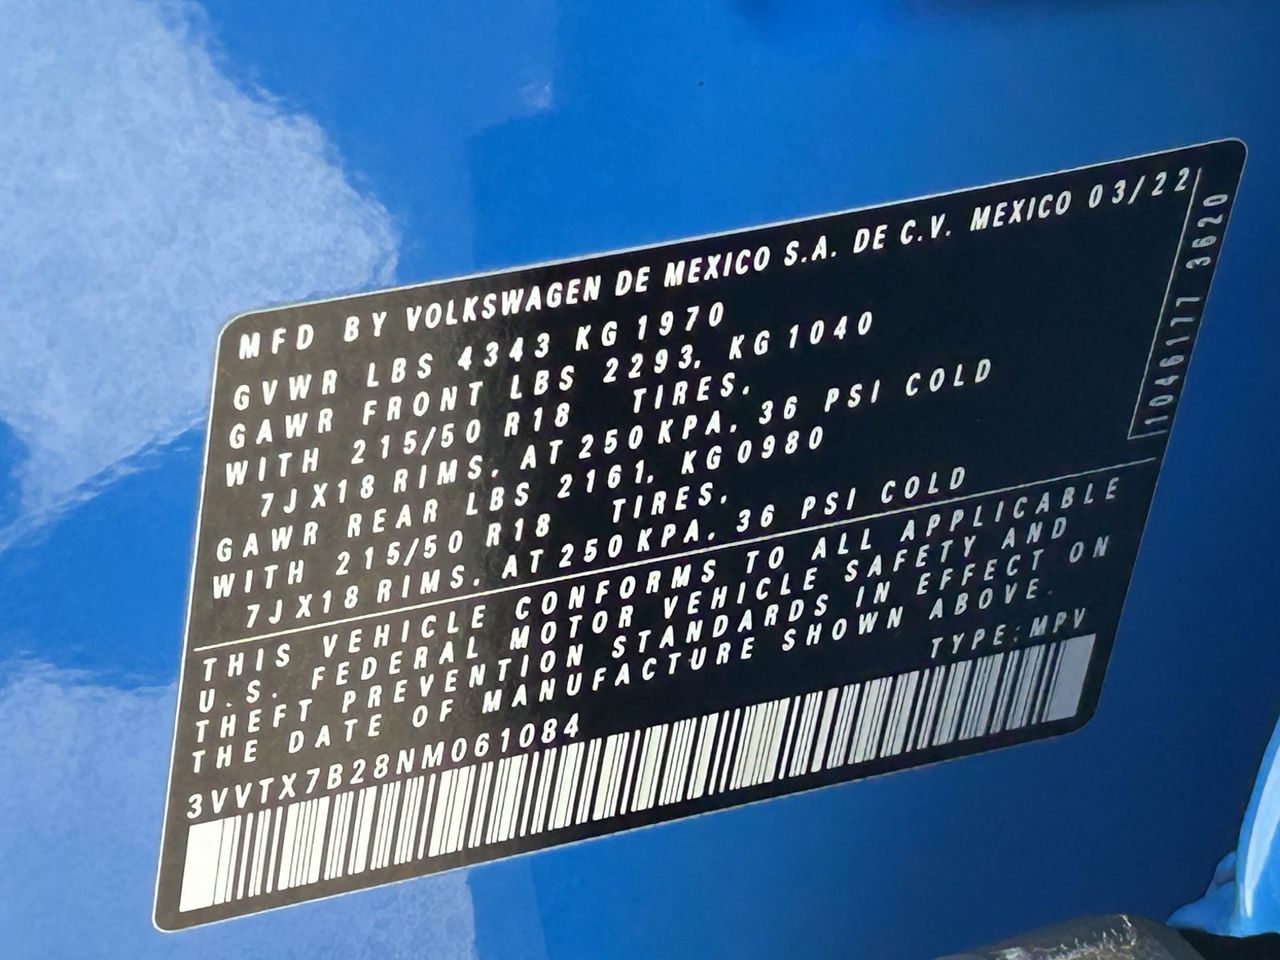 MFD BY VOLKSWAGEN DE MEXICO S.A. DE C.V. MEXICO 03/22
GVWR LBS 4343 KG 1970
GAWR FRONT LBS 2293, KG 1040
WITH 215/50 R18 TIRES,
7JX18 RIMS, AT 250 KPA, 36 PSI COLD
GAWR REAR LBS 2161, KG 0980
WITH 215/50 R18 TIRES,
7JX18 RIMS, AT 250 KPA, 36 PSI COLD
THIS VEHICLE CONFORMS TO ALL APPLICABLE
U.S. FEDERAL MOTOR VEHICLE SAFETY AND
THEFT PREVENTION STANDARDS IN EFFECT ON
THE DATE OF MANUFACTURE SHOWN ABOVE.
3VVTX7B28NM061084 TYPE: MPV
1046177 3620